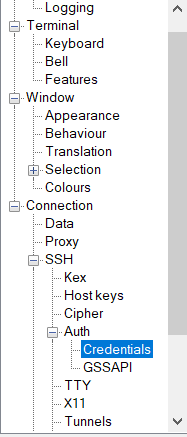 Logging
Terminal
Keyboard
Bell
Features
Window
Appearance
Behaviour
Translation
Selection
Colours
Connection
Data
Proxy
SSH
Kex
Host keys
Cipher
Auth
Credentials
GSSAPI
TTY
X11
Tunnels